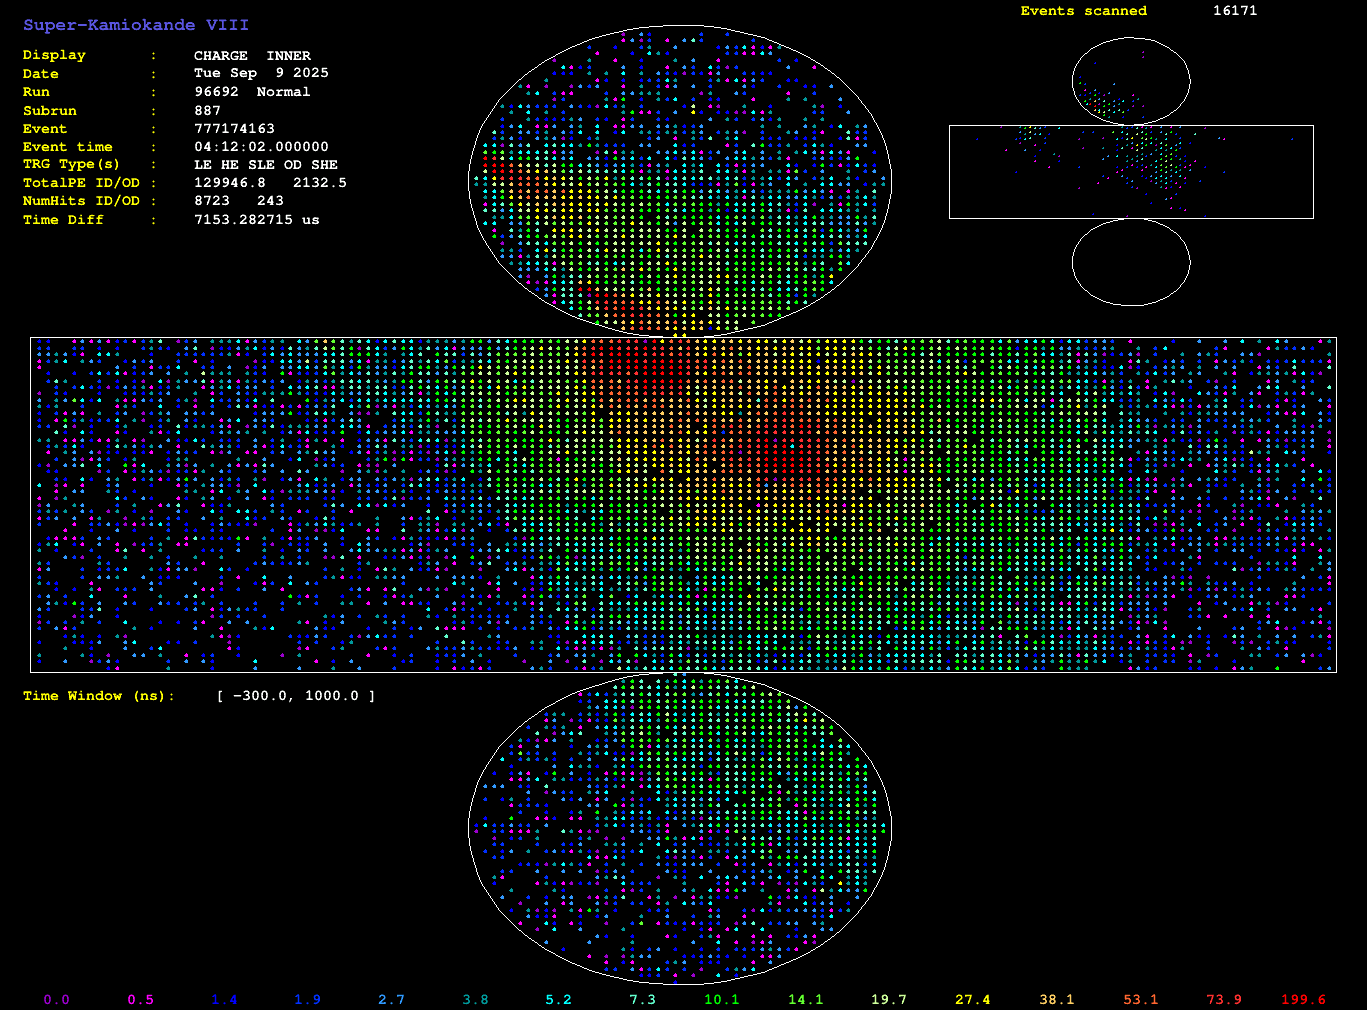 Super-Kamiokande VIII
Events scanned 16171
Display : CHARGE INNER
Date : Tue Sep 9 2025
Run : 96692 Normal
Subrun : 887
Event : 777174163
Event time : 04:12:02.000000
TRG Type(s) : LE HE SLE OD SHE
TotalPE ID/OD : 129946.8 2132.5
NumHits ID/OD : 8723 243
Time Diff : 7153.282715 us
Time Window (ns): [ −300.0, 1000.0 ]
0.0 0.5 1.4 1.9 2.7 3.8 5.2 7.3 10.1 14.1 19.7 27.4 38.1 53.1 73.9 199.6